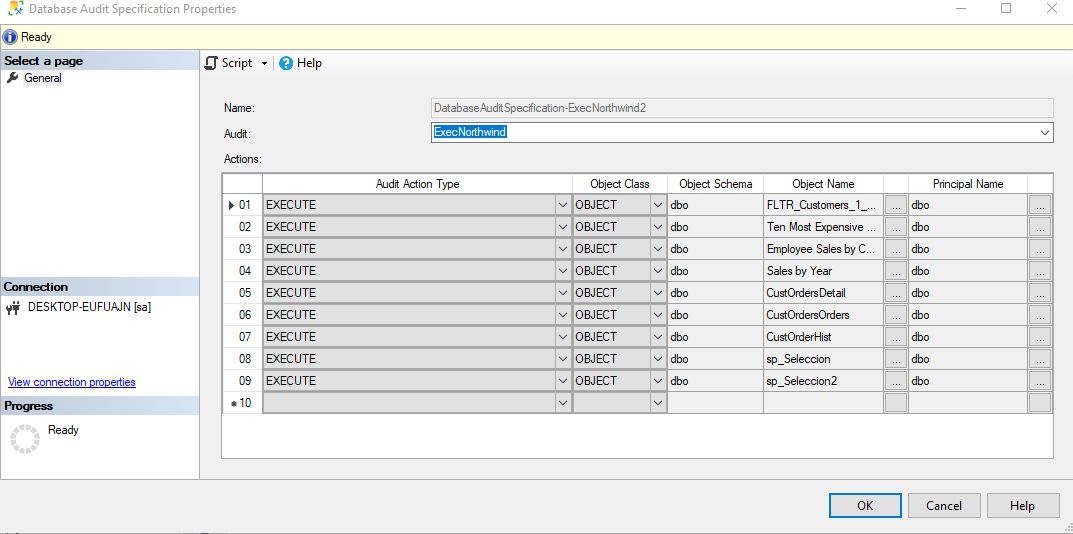 Database Audit Specification Properties
Ready
Select a page
General
Script Help
Name: DatabaseAuditSpecification-ExecNorthwind2
Audit: ExecNorthwind
Actions:
Audit Action Type Object Class Object Schema Object Name Principal Name
01 EXECUTE OBJECT dbo FLTR_Customers_1_... ... dbo ...
02 EXECUTE OBJECT dbo Ten Most Expensive ... ... dbo ...
03 EXECUTE OBJECT dbo Employee Sales by C... ... dbo ...
04 EXECUTE OBJECT dbo Sales by Year ... dbo ...
05 EXECUTE OBJECT dbo CustOrdersDetail ... dbo ...
06 EXECUTE OBJECT dbo CustOrdersOrders ... dbo ...
07 EXECUTE OBJECT dbo CustOrderHist ... dbo ...
08 EXECUTE OBJECT dbo sp_Seleccion ... dbo ...
09 EXECUTE OBJECT dbo sp_Seleccion2 ... dbo ...
10
Connection
DESKTOP-EUFUAJN [sa]
View connection properties
Progress
Ready
OK Cancel Help